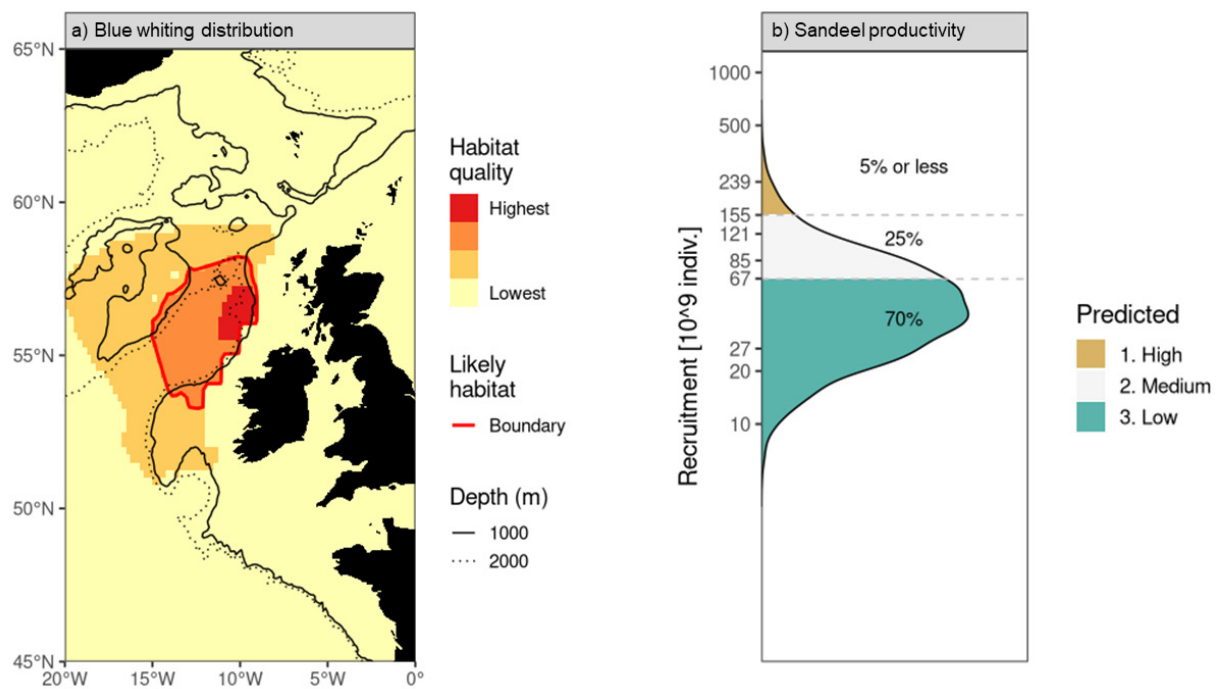 a) Blue whiting distribution
65°N
60°N
55°N
50°N
45°N
20°W
15°W
10°W
5°W
0°
Habitat
quality
Highest
Lowest
Likely
habitat
Boundary
Depth (m)
1000
2000
b) Sandeel productivity
Recruitment [10^9 indiv.]
1000
500
239
155
121
85
67
27
20
10
5% or less
25%
70%
Predicted
1. High
2. Medium
3. Low